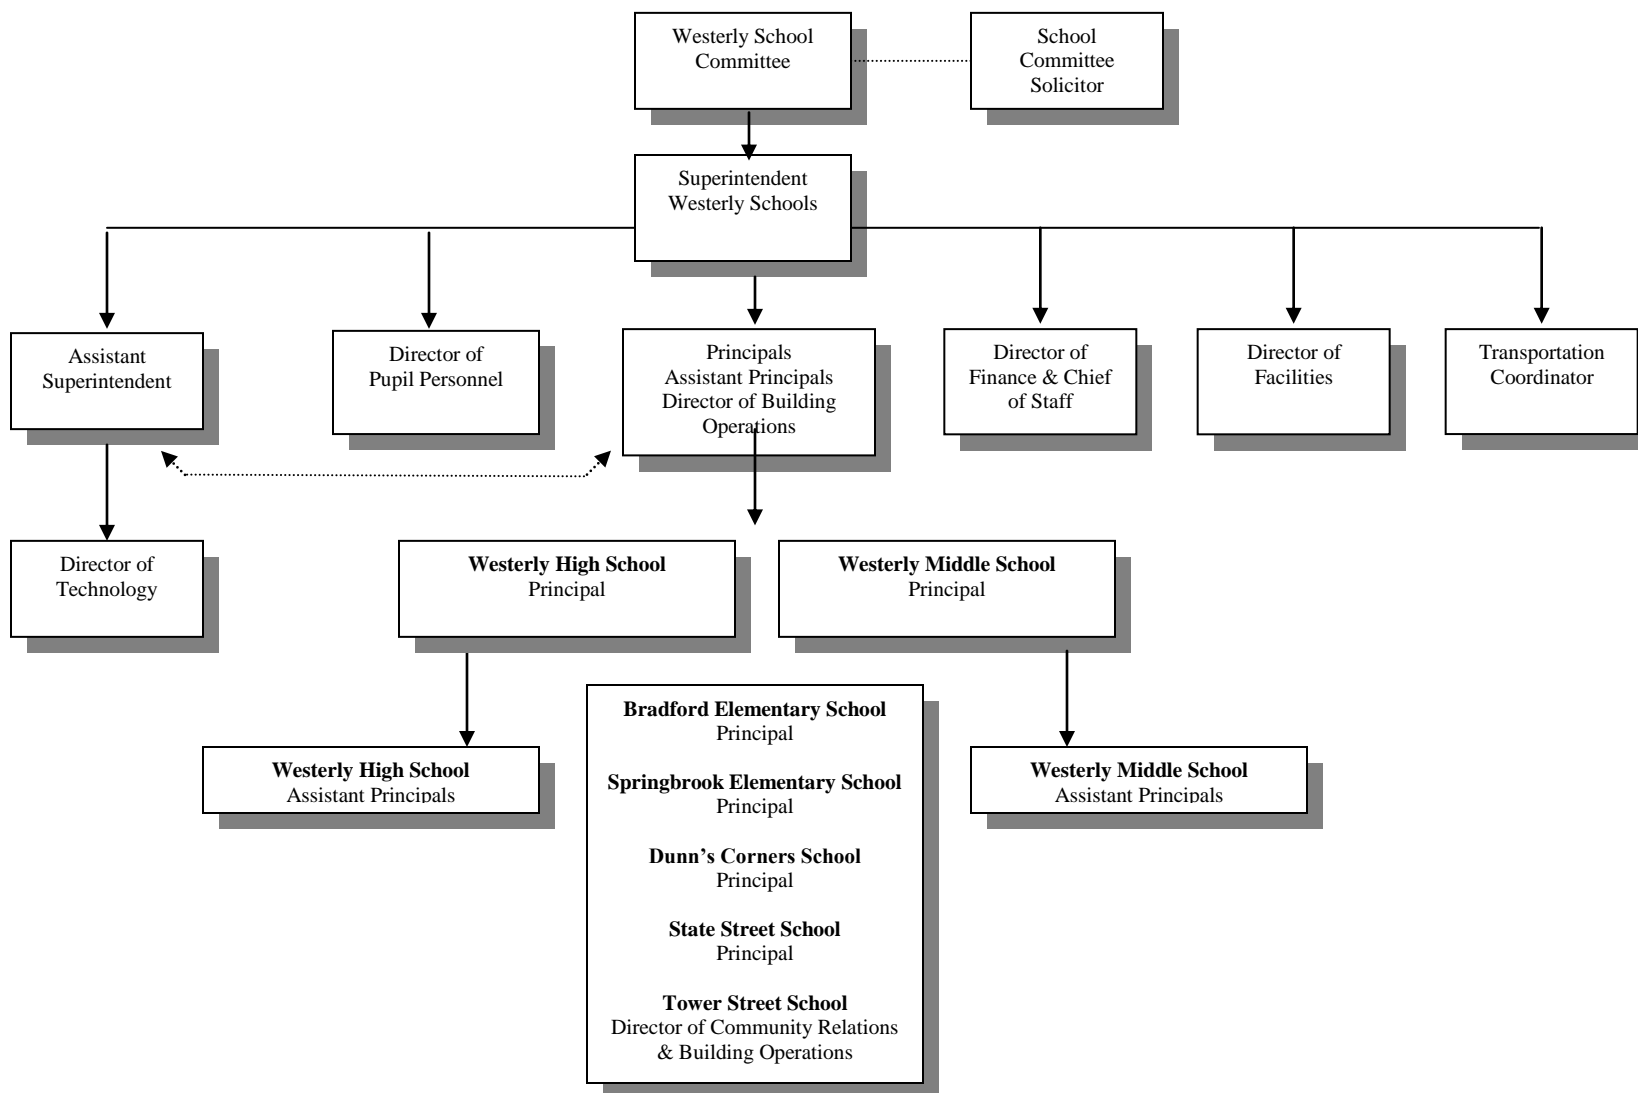 Westerly School
Committee
School
Committee
Solicitor
Superintendent
Westerly Schools
Assistant
Superintendent
Director of
Pupil Personnel
Principals
Assistant Principals
Director of Building
Operations
Director of
Finance & Chief
of Staff
Director of
Facilities
Transportation
Coordinator
Director of
Technology
Westerly High School
Principal
Westerly Middle School
Principal
Westerly High School
Assistant Principals
Bradford Elementary School
Principal
Springbrook Elementary School
Principal
Dunn’s Corners School
Principal
State Street School
Principal
Tower Street School
Director of Community Relations
& Building Operations
Westerly Middle School
Assistant Principals